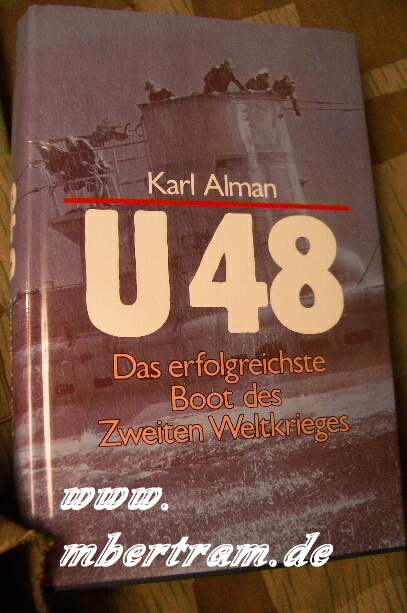 Karl Alman
U 48
Das erfolgreichste
Boot des
Zweiten Weltkrieges
www.
mbertram.de